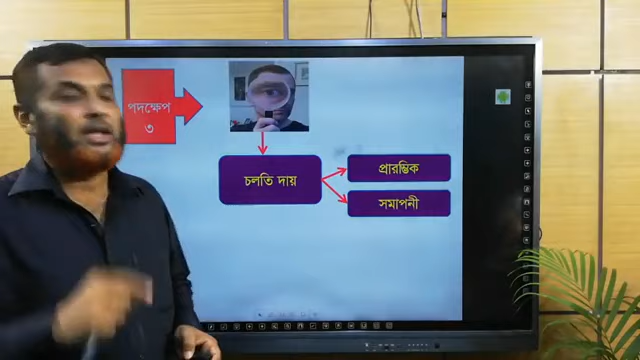 পদক্ষেপ
৩
চলতি দায়
প্রারম্ভিক
সমাপনী